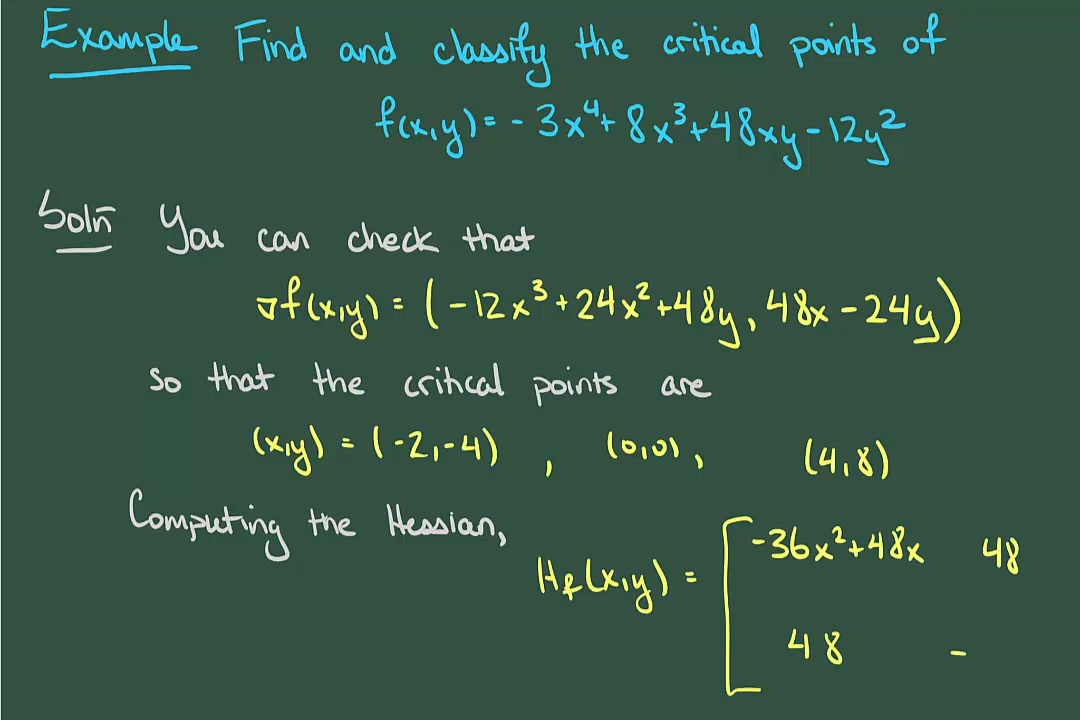 Example Find and classify the critical points of
f(x,y) = -3x⁴ + 8x³ + 48xy - 12y²
Soln You can check that
∇f(x,y) = (-12x³ + 24x² + 48y, 48x - 24y)
so that the critical points are
(x,y) = (-2,-4) , (0,0), (4,8)
Computing the Hessian,
Hf(x,y) = [ -36x² + 48x 48
48 -